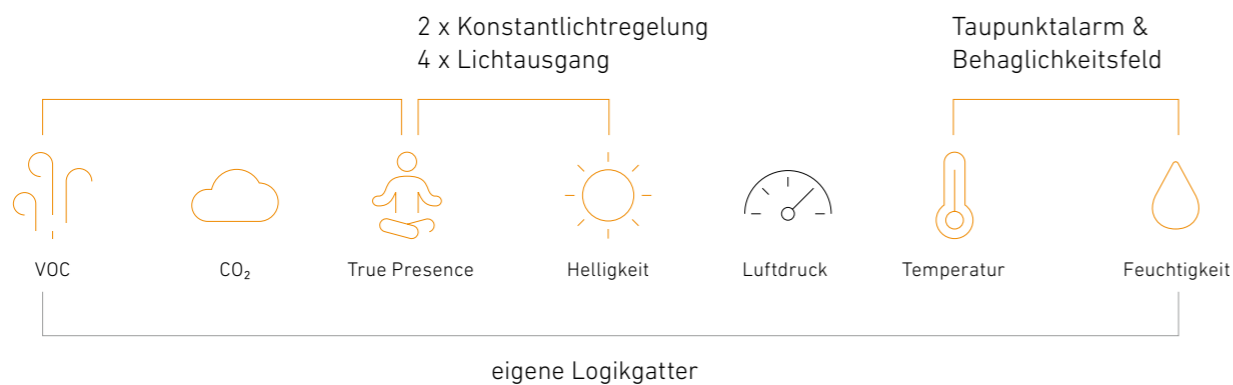 2 x Konstantlichtregelung
4 x Lichtausgang
Taupunktalarm &
Behaglichkeitsfeld
VOC
CO₂
True Presence
Helligkeit
Luftdruck
Temperatur
Feuchtigkeit
eigene Logikgatter